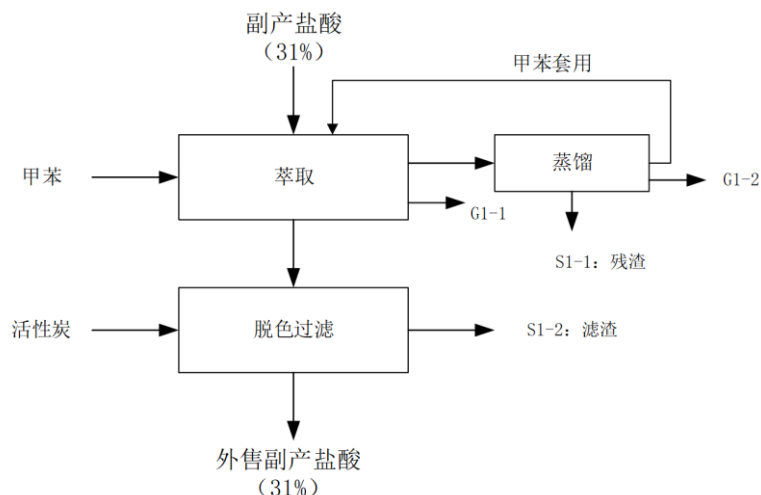 副产盐酸
（31%）
甲苯套用
甲苯
萃取
蒸馏
G1-1
G1-2
S1-1：残渣
活性炭
脱色过滤
S1-2：滤渣
外售副产盐酸
（31%）